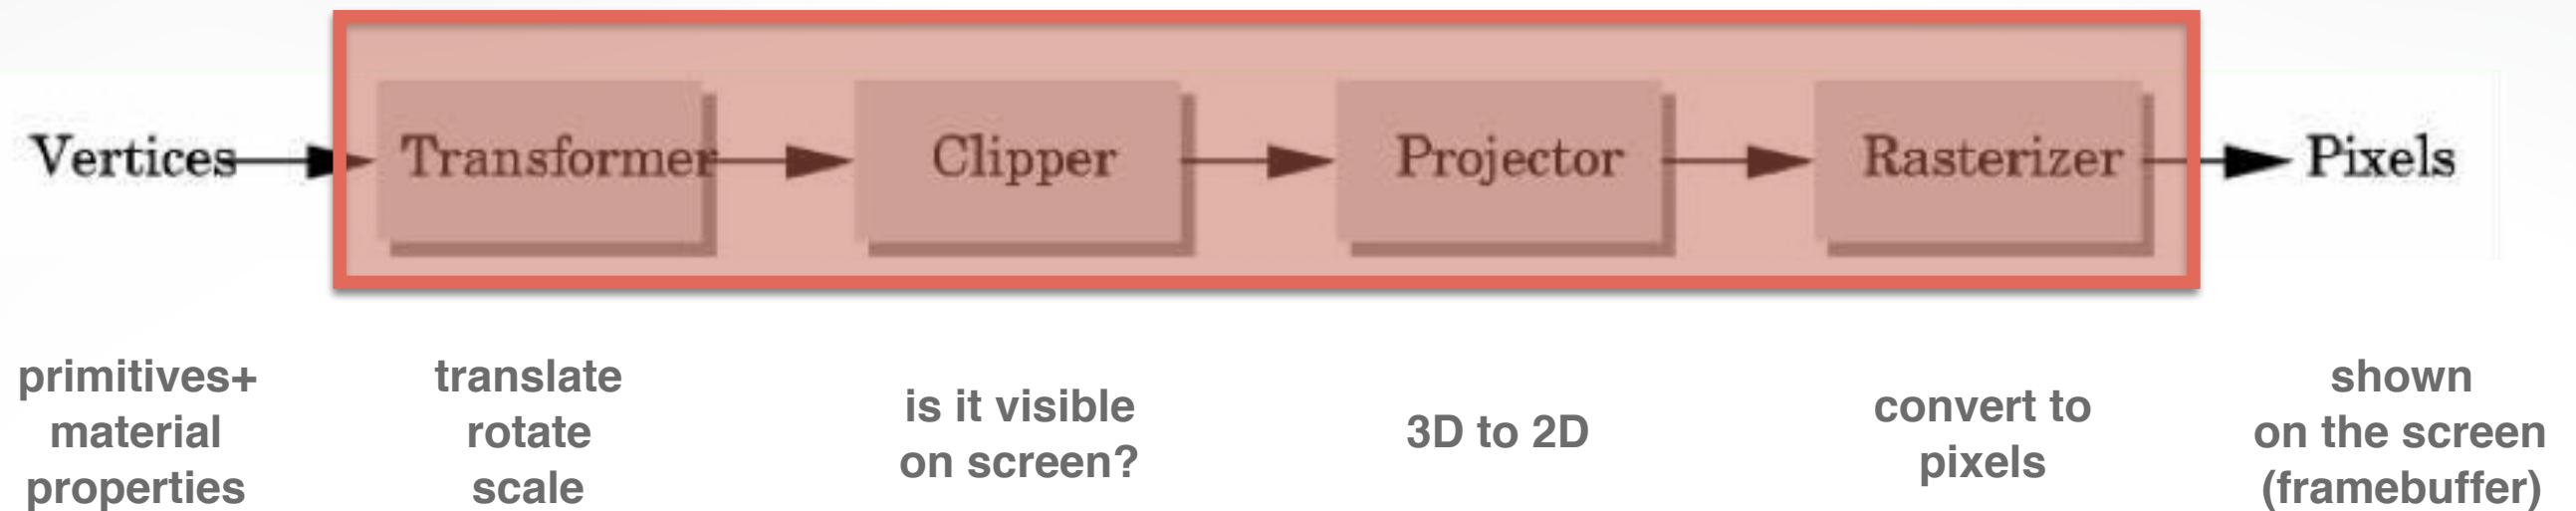 Vertices
Transformer
Clipper
Projector
Rasterizer
Pixels
primitives+
material
properties
translate
rotate
scale
is it visible
on screen?
3D to 2D
convert to
pixels
shown
on the screen
(framebuffer)